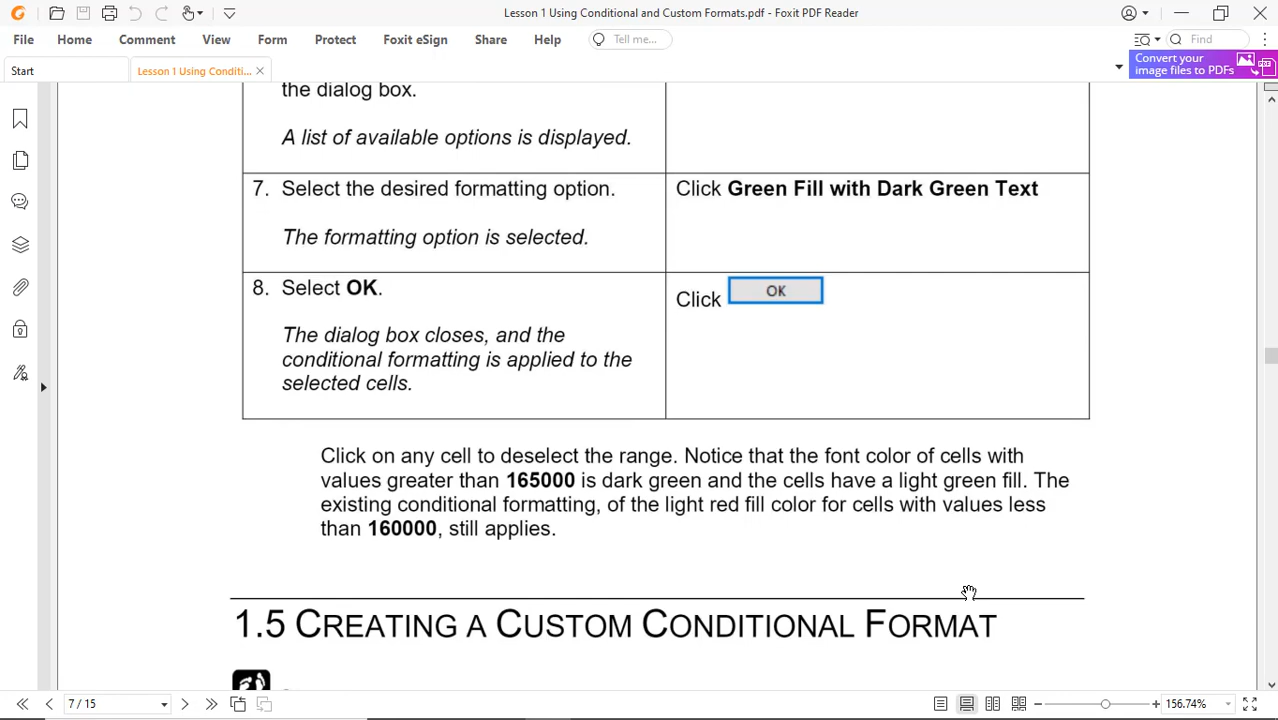 Lesson 1 Using Conditional and Custom Formats.pdf - Foxit PDF Reader
File Home Comment View Form Protect Foxit eSign Share Help Tell me... Find
Start Lesson 1 Using Conditi... Convert your
image files to PDFs
the dialog box.
A list of available options is displayed.
7. Select the desired formatting option. Click Green Fill with Dark Green Text
The formatting option is selected.
8. Select OK. Click OK
The dialog box closes, and the
conditional formatting is applied to the
selected cells.
Click on any cell to deselect the range. Notice that the font color of cells with
values greater than 165000 is dark green and the cells have a light green fill. The
existing conditional formatting, of the light red fill color for cells with values less
than 160000, still applies.
1.5 CREATING A CUSTOM CONDITIONAL FORMAT
7 / 15 156.74%